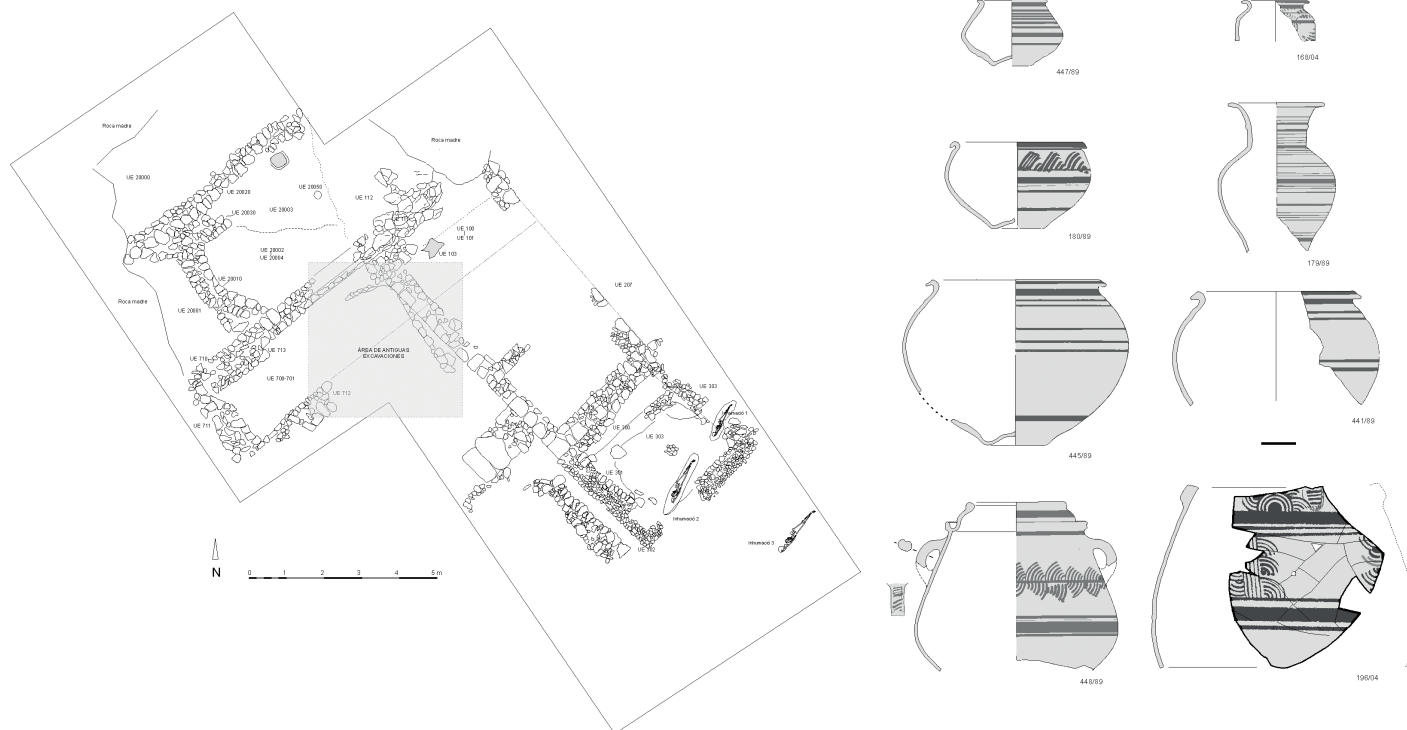 Roca madre
Roca madre
UE 20000
UE 20020
UE 20050
UE 112
UE 20030
UE 20003
UE 100
UE 101
UE 103
UE 20002
UE 20004
UE 20010
Roca madre
UE 20001
UE 207
ÁREA DE ANTIGUAS
EXCAVACIONES
UE 713
UE 710
UE 700-701
UE 712
UE 711
UE 303
Inhumació 1
UE 300
UE 303
UE 301
Inhumació 2
Inhumació 3
UE 302
N
0 1 2 3 4 5 m
447/89
168/04
180/89
179/89
445/89
441/89
448/89
196/04